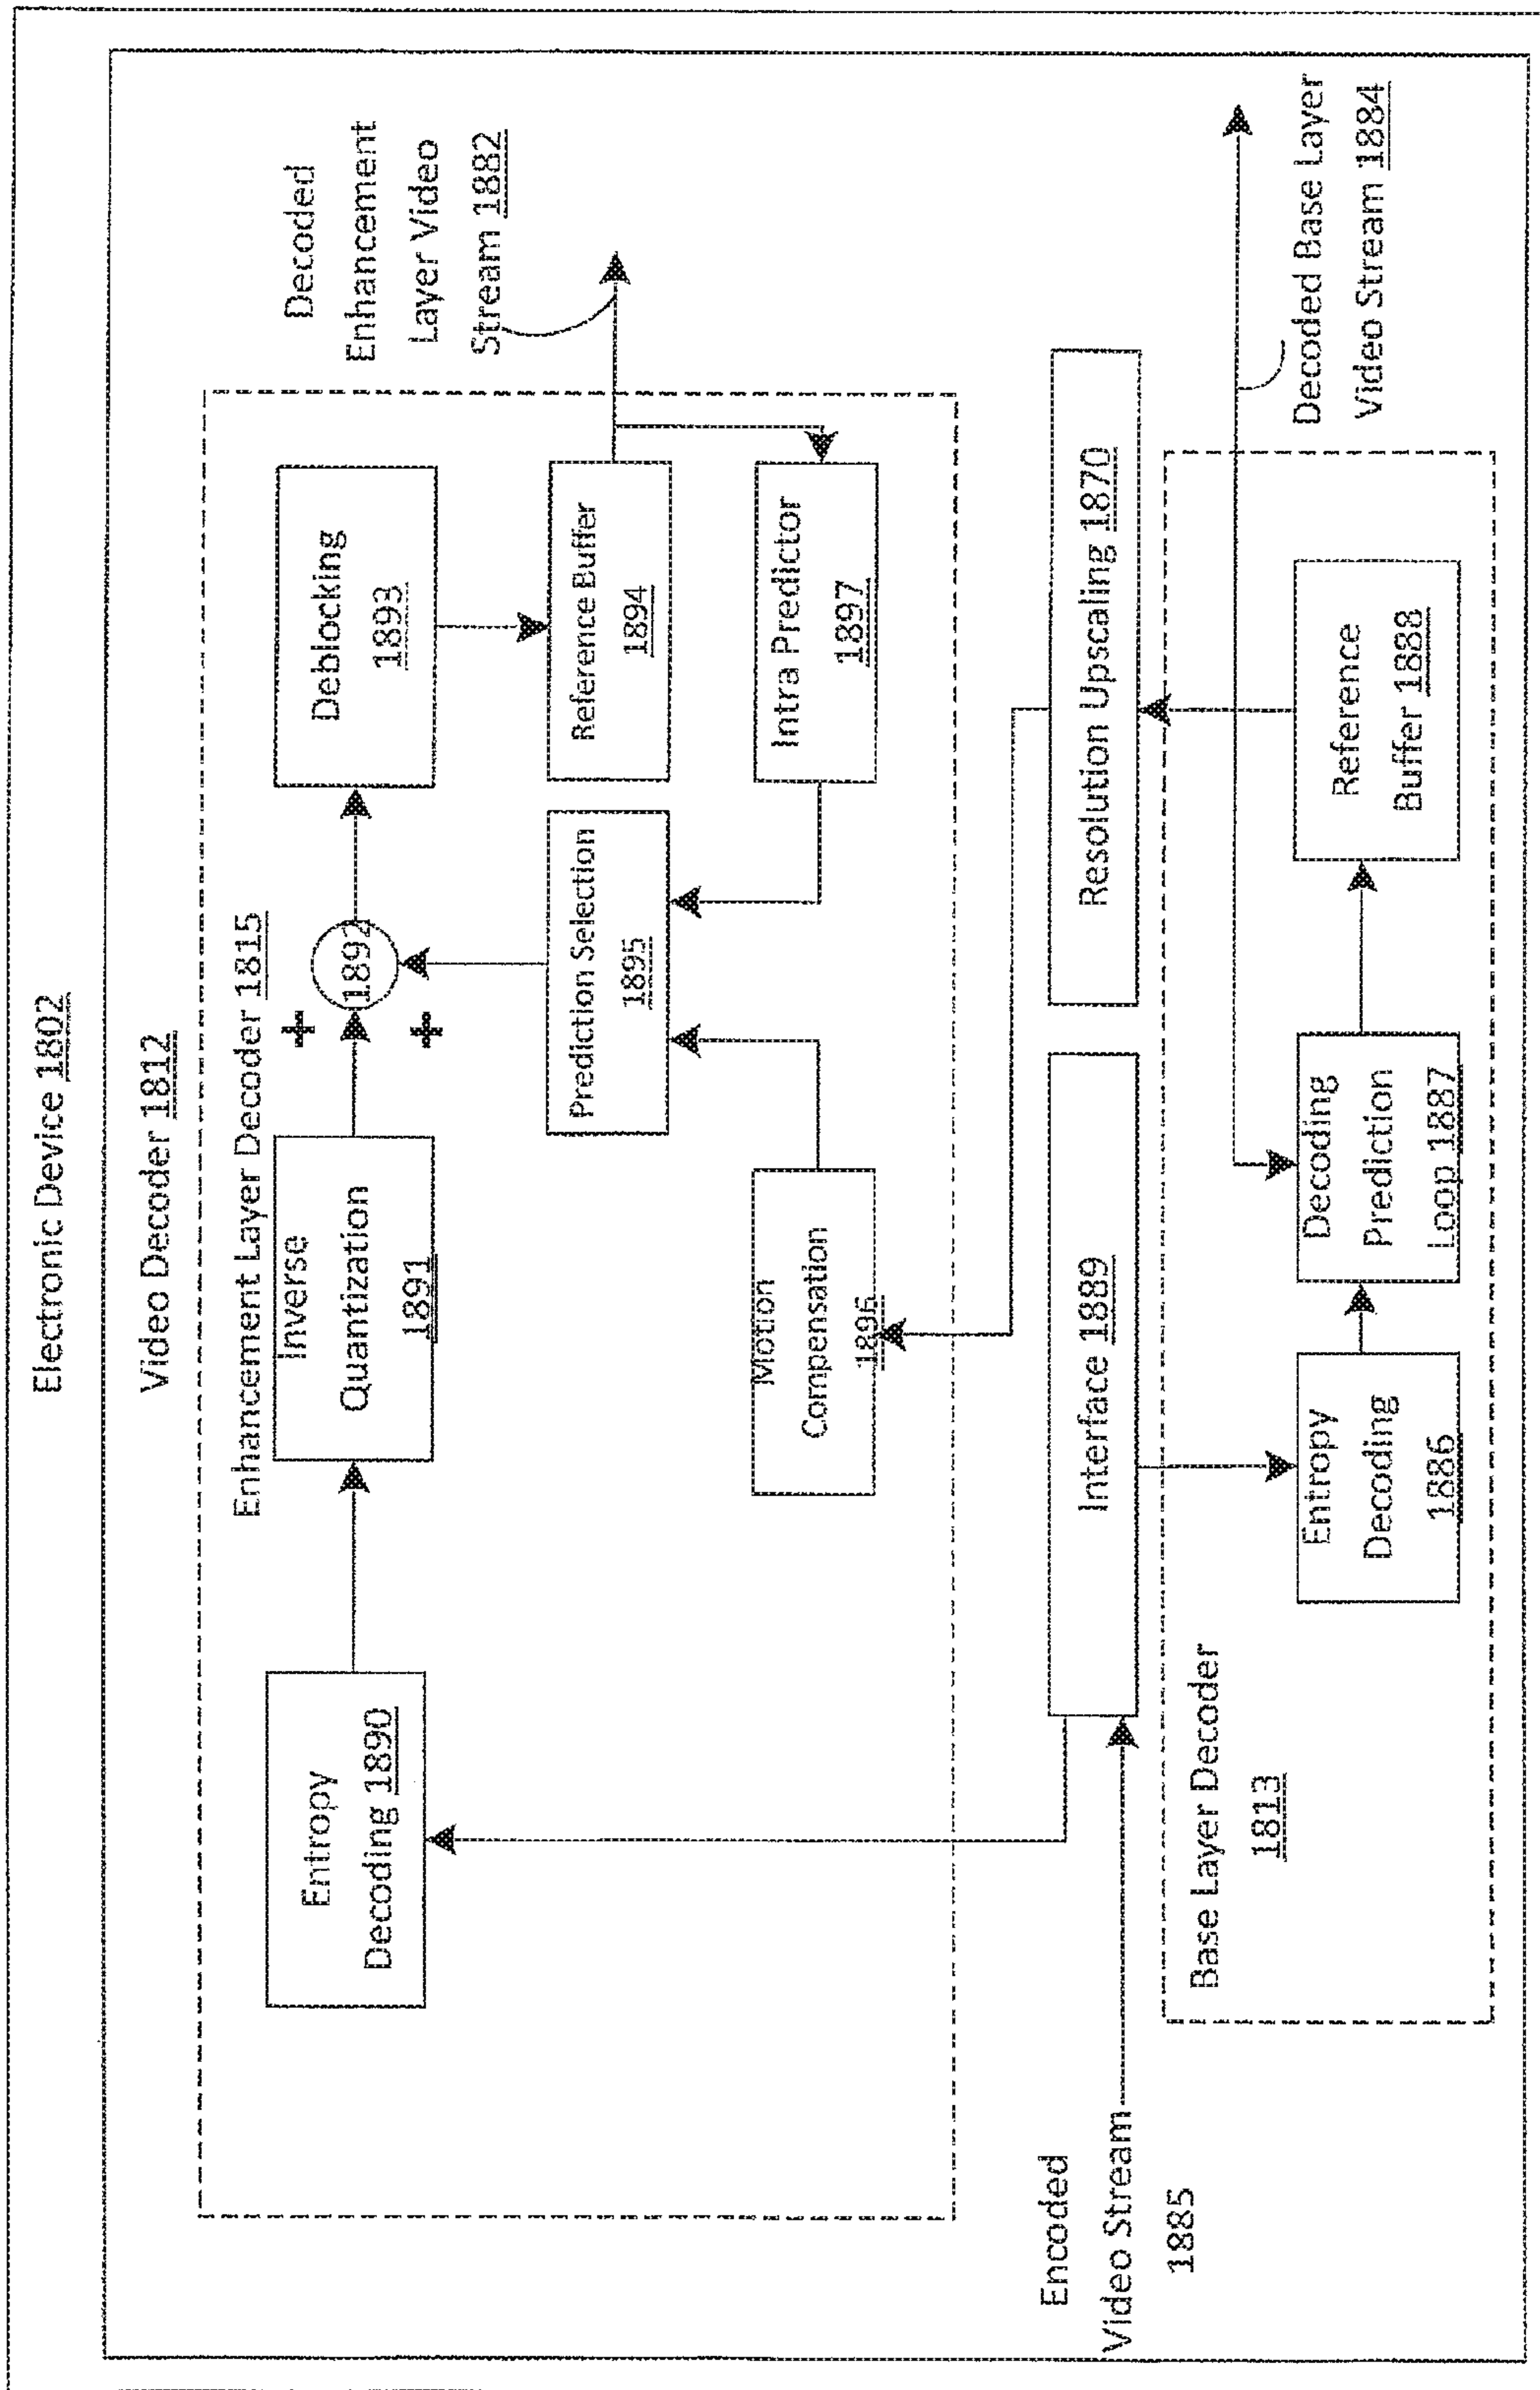 Electronic Device 1802
Video Decoder 1812
Enhancement Layer Decoder 1815
Entropy
Decoding 1890
Inverse
Quantization
1891
+
+
1892
Deblocking
1893
Decoded
Enhancement
Layer Video
Stream 1882
Prediction Selection
1895
Reference Buffer
1894
Motion
Compensation
1896
Intra Predictor
1897
Encoded
Video Stream
1885
Interface 1889
Resolution Upscaling 1870
Base Layer Decoder
1813
Entropy
Decoding
1886
Decoding
Prediction
Loop 1887
Reference
Buffer 1888
Decoded Base Layer
Video Stream 1884